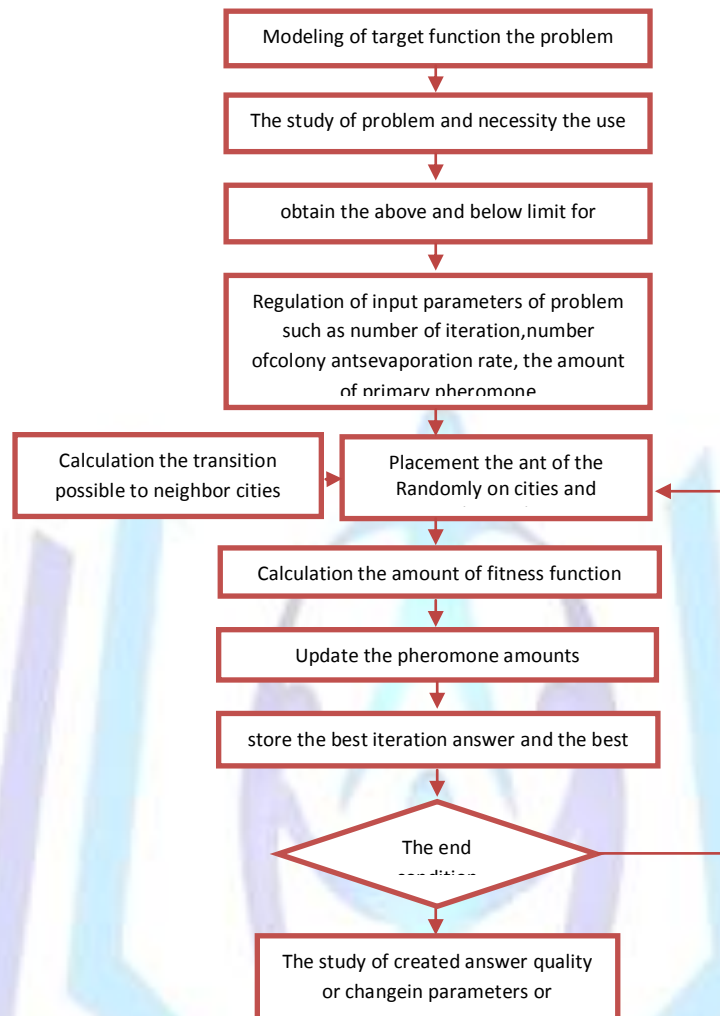 Modeling of target function the problem
The study of problem and necessity the use
obtain the above and below limit for
Regulation of input parameters of problem
such as number of iteration,number
ofcolony antsevaporation rate, the amount
of primary pheromone
Calculation the transition
possible to neighbor cities
Placement the ant of the
Randomly on cities and
Calculation the amount of fitness function
Update the pheromone amounts
store the best iteration answer and the best
The end
condition
The study of created answer quality
or changein parameters or